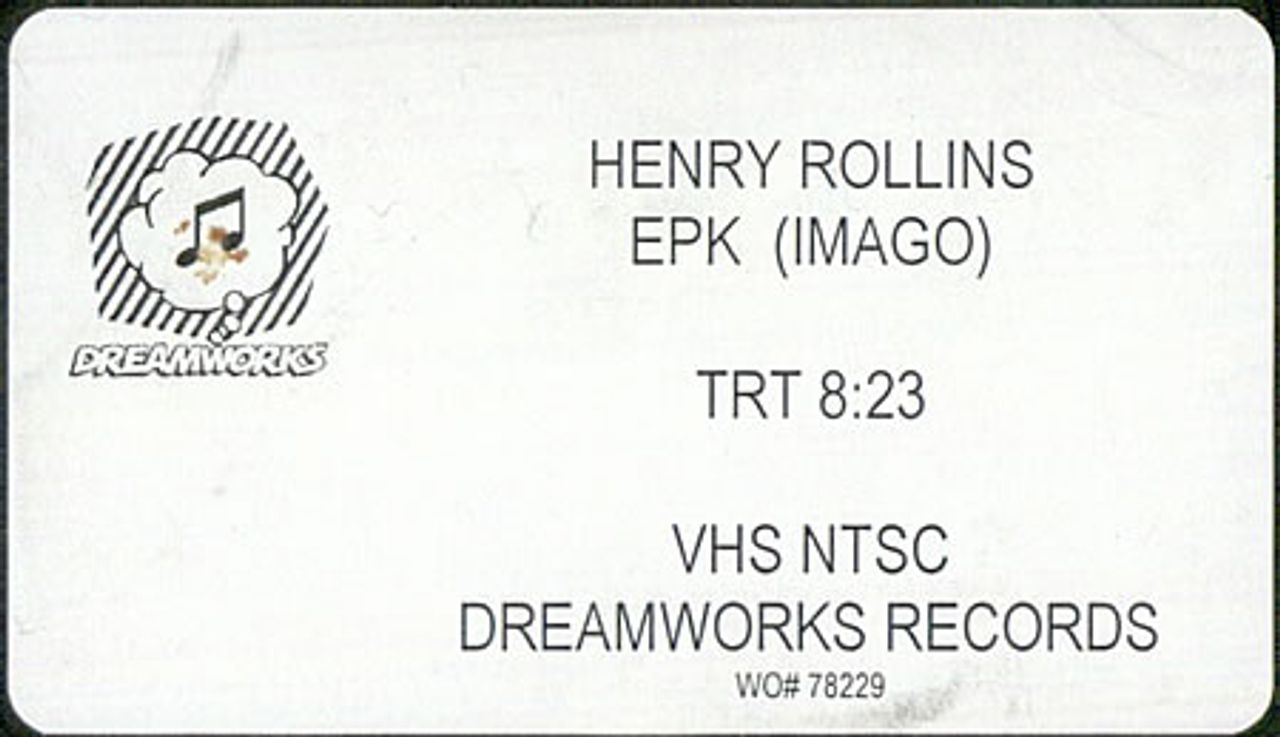 DREAMWORKS
HENRY ROLLINS
EPK (IMAGO)
TRT 8:23
VHS NTSC
DREAMWORKS RECORDS
WO# 78229